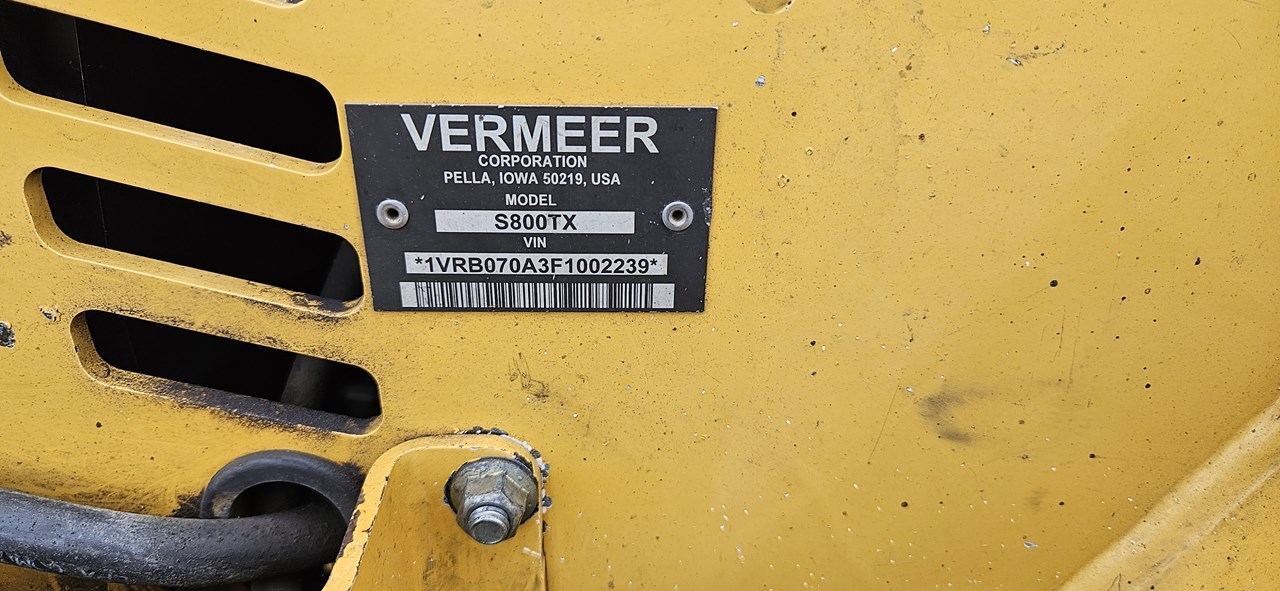 VERMEER
CORPORATION
PELLA, IOWA 50219, USA
MODEL
S800TX
VIN
*1VRB070A3F1002239*